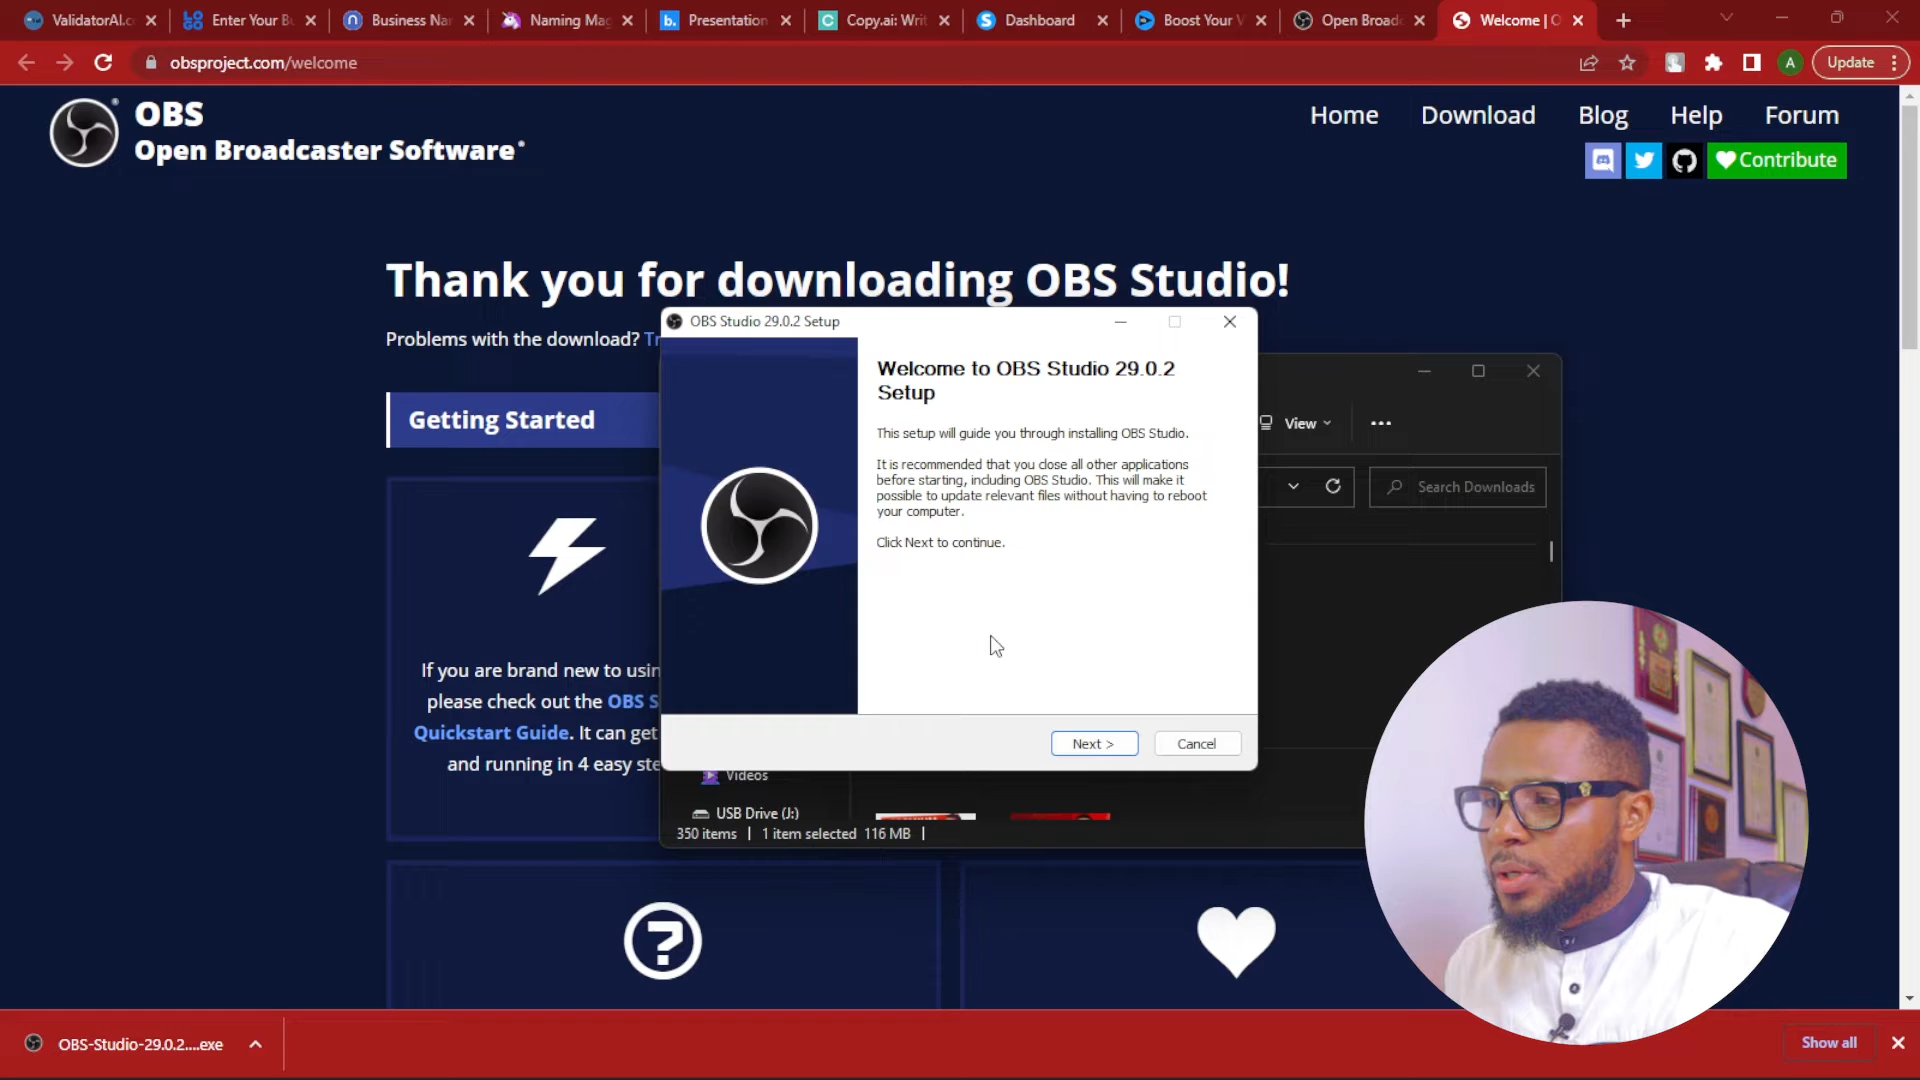 ValidatorAI.c
Enter Your Bu
Business Nar
Naming Mag
Presentation
Copy.ai: Writ
Dashboard
Boost Your V
Open Broadc
Welcome | O
obsproject.com/welcome
A
Update
OBS
Open Broadcaster Software
Home
Download
Blog
Help
Forum
Contribute
Thank you for downloading OBS Studio!
Problems with the download? Tr
Getting Started
If you are brand new to usin
please check out the OBS S
Quickstart Guide. It can get
and running in 4 easy ste
OBS Studio 29.0.2 Setup
Welcome to OBS Studio 29.0.2
Setup
This setup will guide you through installing OBS Studio.
It is recommended that you close all other applications
before starting, including OBS Studio. This will make it
possible to update relevant files without having to reboot
your computer.
Click Next to continue.
Next >
Cancel
View
Search Downloads
Videos
USB Drive (J:)
350 items | 1 item selected 116 MB |
OBS-Studio-29.0.2....exe
Show all